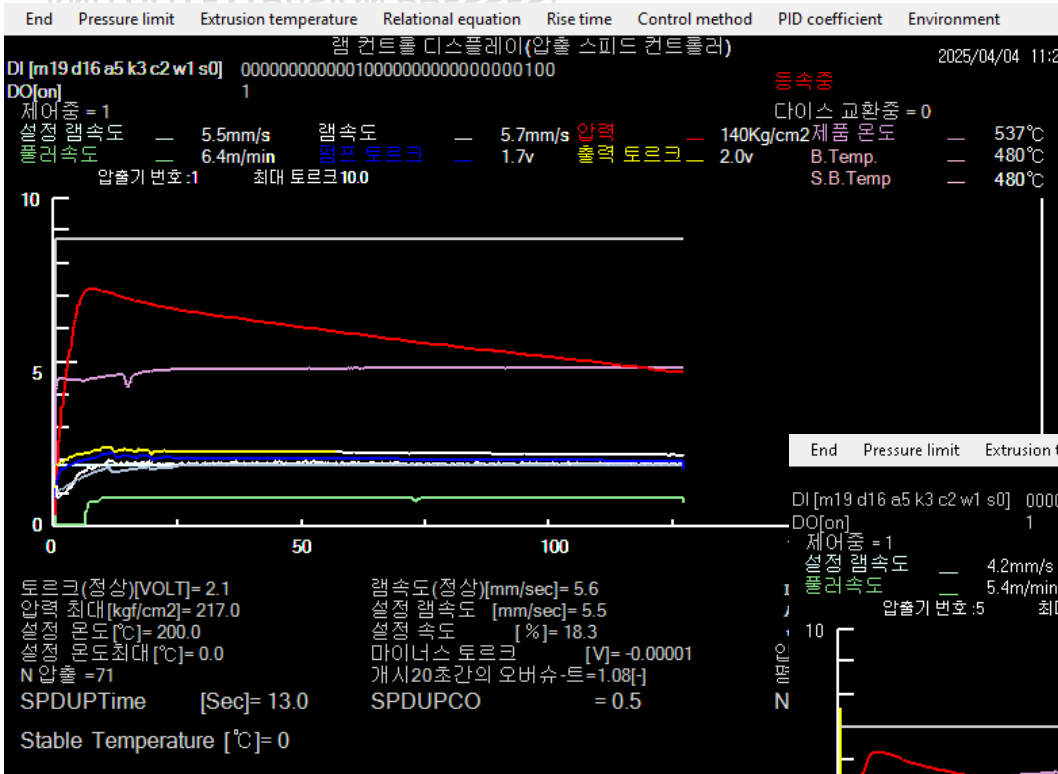 End Pressure limit Extrusion temperature Relational equation Rise time Control method PID coefficient Environment
램 컨트롤 디스플레이(압출 스피드 컨트롤러)
2025/04/04 11:2
DI [m19 d16 a5 k3 c2 w1 s0] 00000000000010000000000000000100
등속중
DO[on] 1
제어중 = 1 다이스 교환중 = 0
설정 램속도 5.5mm/s 램속도 5.7mm/s 압력 140Kg/cm2 제품 온도 537℃
풀러속도 6.4m/min 펌프 토르크 1.7v 출력 토르크 2.0v B.Temp. 480℃
S.B.Temp 480℃
압출기 번호 :1 최대 토르크 10.0
10
5
0
0 50 100
토르크(정상)[VOLT]= 2.1 램속도(정상)[mm/sec]= 5.6
압력 최대[kgf/cm2]= 217.0 설정 램속도 [mm/sec]= 5.5
설정 온도[℃]= 200.0 설정 속도 [ %]= 18.3
설정 온도최대[℃]= 0.0 마이너스 토르크 [V]= -0.00001
N 압출 =71 개시20초간의 오버슈-트=1.08[-]
SPDUPTime [Sec]= 13.0 SPDUPCO = 0.5 N
Stable Temperature [℃]= 0
End Pressure limit Extrusion t
DI [m19 d16 a5 k3 c2 w1 s0] 0000
DO[on] 1
제어중 = 1
설정 램속도 4.2mm/s
풀러속도 5.4m/min
압출기 번호 :5 최
10